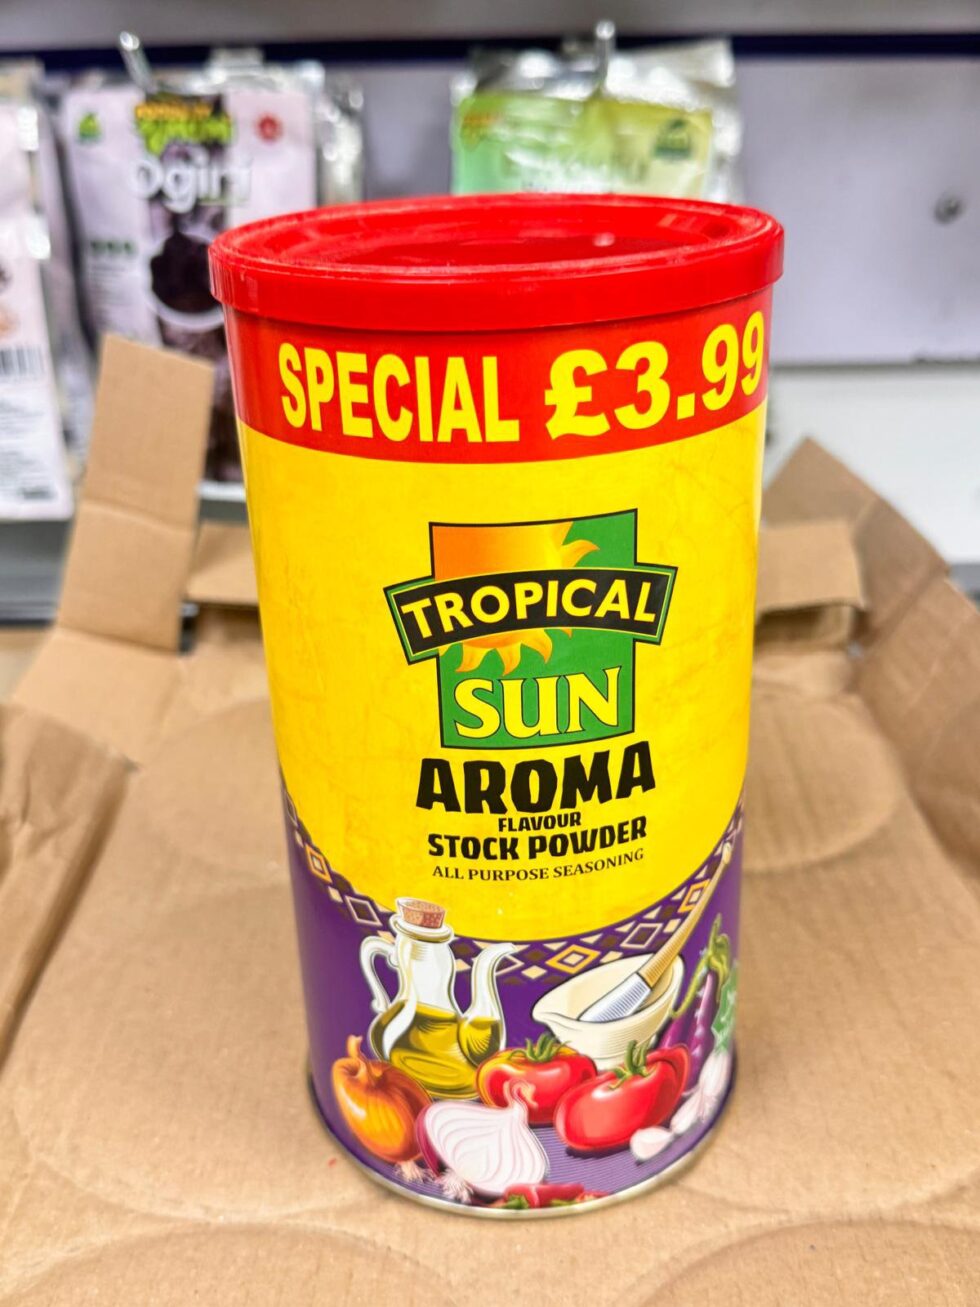 Ogiri
SPECIAL £3.99
TROPICAL
SUN
AROMA
FLAVOUR
STOCK POWDER
ALL PURPOSE SEASONING